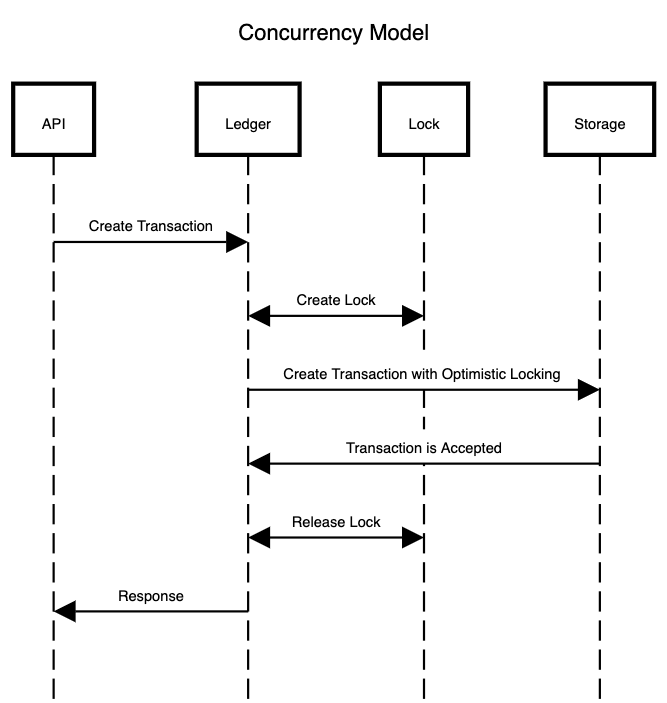 Concurrency Model
API
Ledger
Lock
Storage
Create Transaction
Create Lock
Create Transaction with Optimistic Locking
Transaction is Accepted
Release Lock
Response